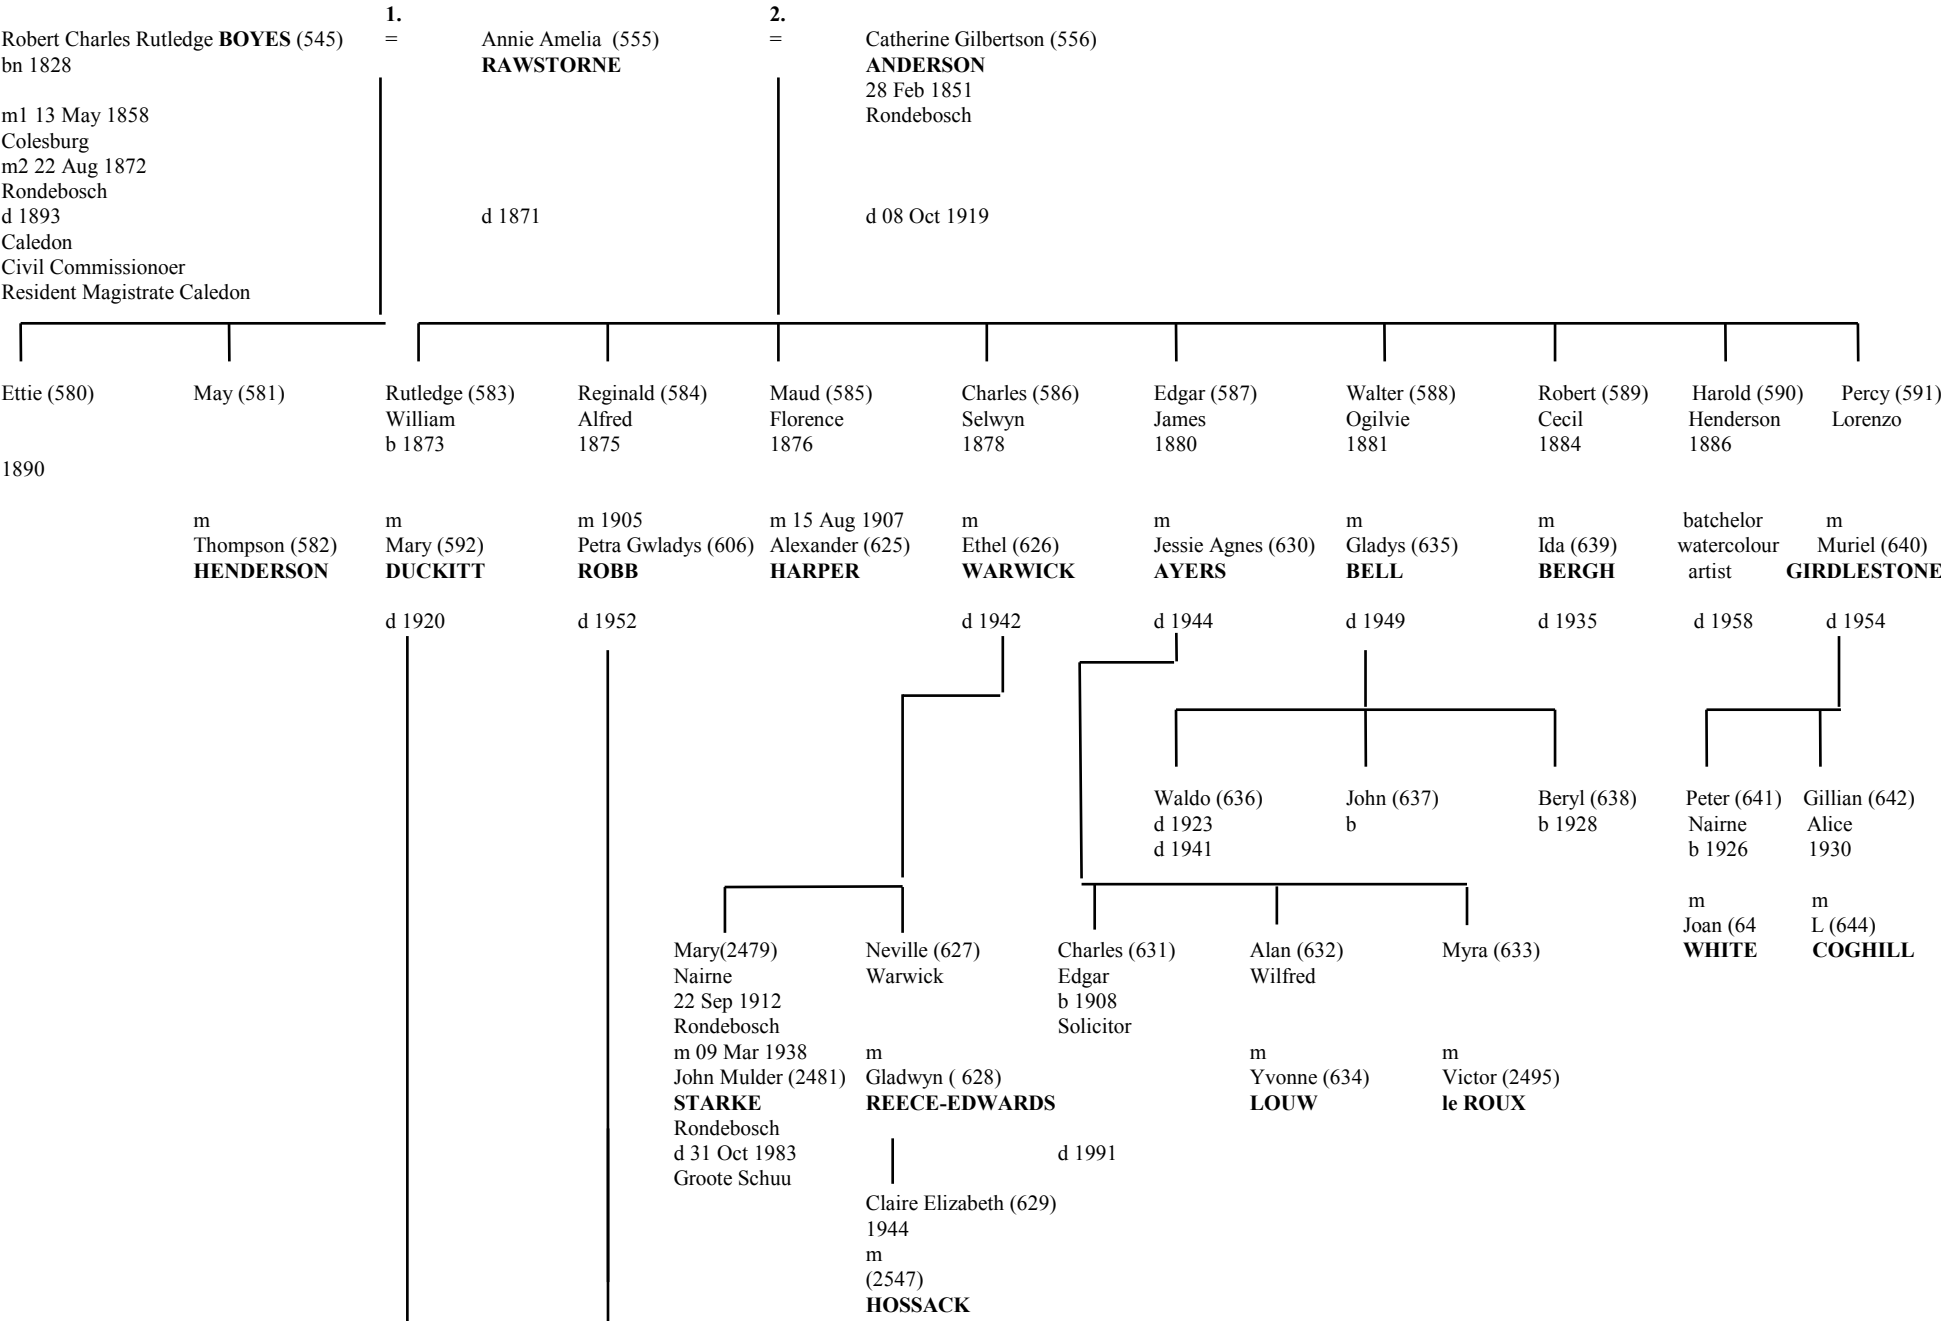 1. 2.
Robert Charles Rutledge BOYES (545) = Annie Amelia (555) = Catherine Gilbertson (556)
bn 1828 RAWSTORNE ANDERSON
28 Feb 1851
m1 13 May 1858 Rondebosch
Colesburg
m2 22 Aug 1872
Rondebosch
d 1893 d 1871 d 08 Oct 1919
Caledon
Civil Commissionoer
Resident Magistrate Caledon
Ettie (580) May (581) Rutledge (583) Reginald (584) Maud (585) Charles (586) Edgar (587) Walter (588) Robert (589) Harold (590) Percy (591)
William Alfred Florence Selwyn James Ogilvie Cecil Henderson Lorenzo
b 1873 1875 1876 1878 1880 1881 1884 1886
1890
m m m 1905 m 15 Aug 1907 m m m m batchelor m
Thompson (582) Mary (592) Petra Gwladys (606) Alexander (625) Ethel (626) Jessie Agnes (630) Gladys (635) Ida (639) watercolour Muriel (640)
HENDERSON DUCKITT ROBB HARPER WARWICK AYERS BELL BERGH artist GIRDLESTONE
d 1920 d 1952 d 1942 d 1944 d 1949 d 1935 d 1958 d 1954
Waldo (636) John (637) Beryl (638) Peter (641) Gillian (642)
d 1923 b b 1928 Nairne Alice
d 1941 b 1926 1930
m m
Joan (64 L (644)
Mary(2479) Neville (627) Charles (631) Alan (632) Myra (633) WHITE COGHILL
Nairne Warwick Edgar Wilfred
22 Sep 1912 b 1908
Rondebosch Solicitor
m 09 Mar 1938 m m m
John Mulder (2481) Gladwyn ( 628) Yvonne (634) Victor (2495)
STARKE REECE-EDWARDS LOUW le ROUX
Rondebosch
d 31 Oct 1983 d 1991
Groote Schuu
Claire Elizabeth (629)
1944
m
(2547)
HOSSACK